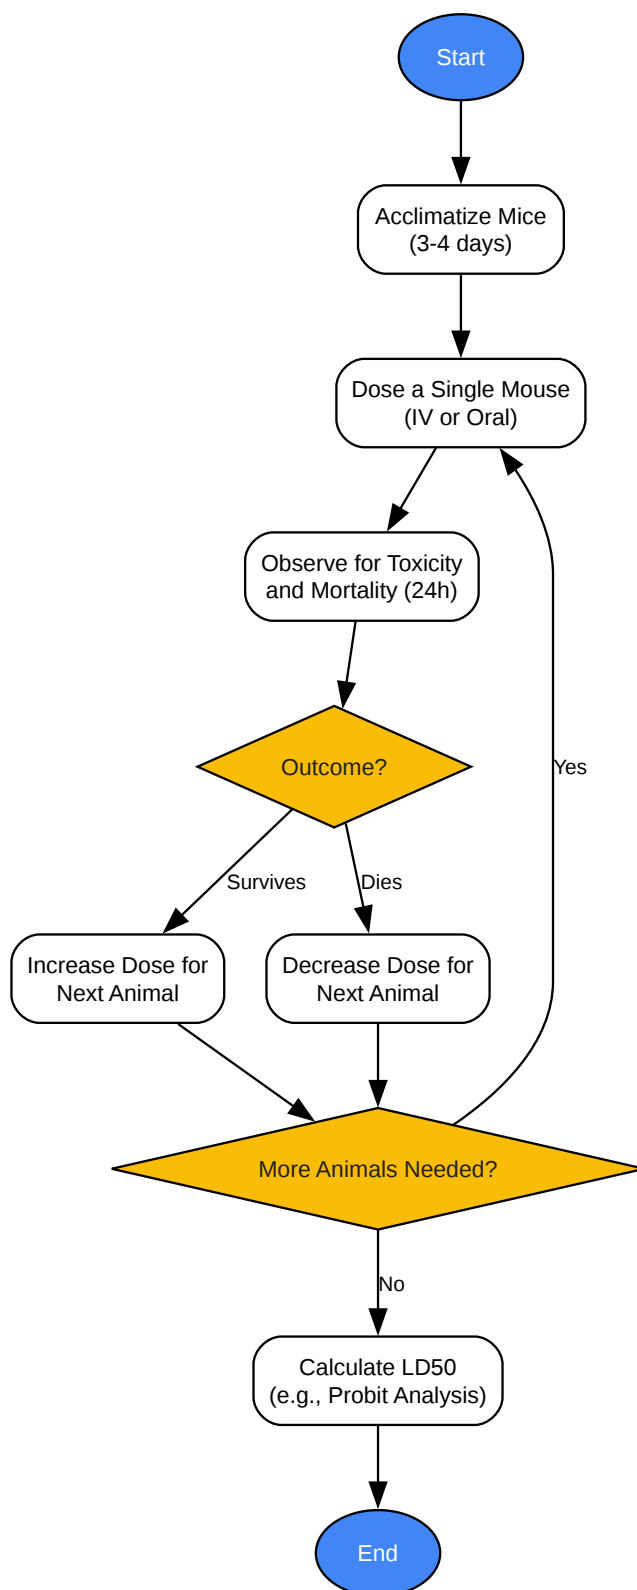 Start
Acclimatize Mice
(3-4 days)
Dose a Single Mouse
(IV or Oral)
Observe for Toxicity
and Mortality (24h)
Outcome?
Yes
Survives
Dies
Increase Dose for
Next Animal
Decrease Dose for
Next Animal
More Animals Needed?
No
Calculate LD50
(e.g., Probit Analysis)
End